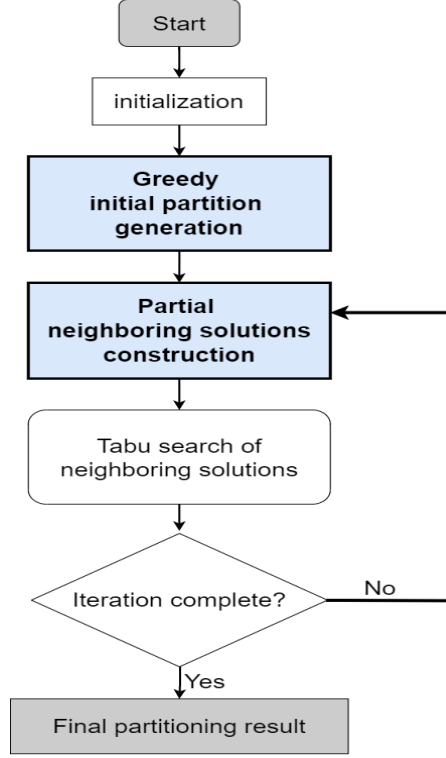 Start
initialization
Greedy
initial partition
generation
Partial
neighboring solutions
construction
Tabu search of
neighboring solutions
Iteration complete?
No
Yes
Final partitioning result